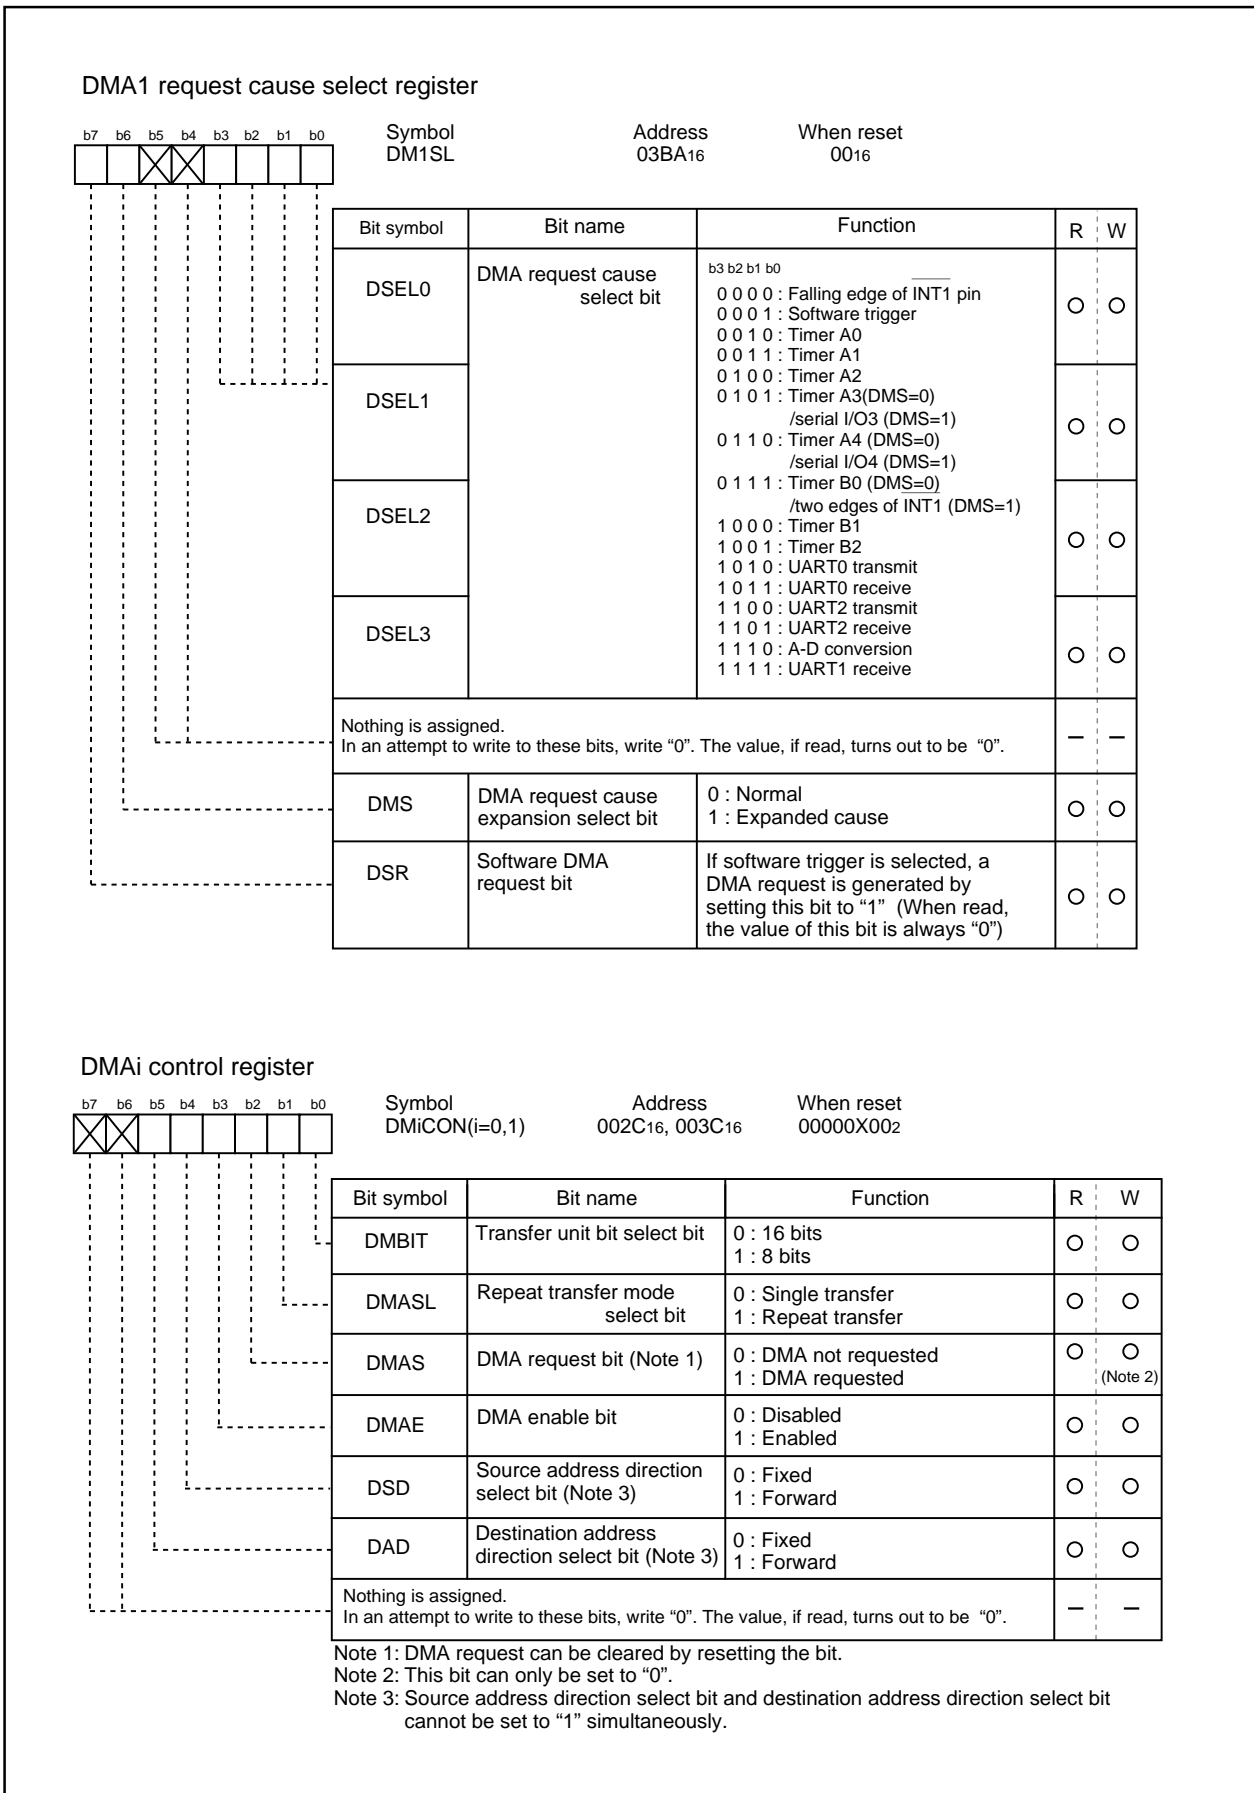 DMA1 request cause select register
b7 b6 b5 b4 b3 b2 b1 b0
Symbol Address When reset
DM1SL 03BA16 0016
Bit symbol Bit name Function R W
DSEL0 DMA request cause select bit
b3 b2 b1 b0
0 0 0 0 : Falling edge of INT1 pin
0 0 0 1 : Software trigger
0 0 1 0 : Timer A0
0 0 1 1 : Timer A1
0 1 0 0 : Timer A2
DSEL1
0 1 0 1 : Timer A3(DMS=0)
/serial I/O3 (DMS=1)
0 1 1 0 : Timer A4 (DMS=0)
/serial I/O4 (DMS=1)
0 1 1 1 : Timer B0 (DMS=0)
/two edges of INT1 (DMS=1)
DSEL2
1 0 0 0 : Timer B1
1 0 0 1 : Timer B2
1 0 1 0 : UART0 transmit
1 0 1 1 : UART0 receive
1 1 0 0 : UART2 transmit
DSEL3
1 1 0 1 : UART2 receive
1 1 1 0 : A-D conversion
1 1 1 1 : UART1 receive
Nothing is assigned.
In an attempt to write to these bits, write “0”. The value, if read, turns out to be “0”.
– –
DMS DMA request cause expansion select bit
0 : Normal
1 : Expanded cause
DSR Software DMA request bit
If software trigger is selected, a
DMA request is generated by
setting this bit to “1” (When read,
the value of this bit is always “0”)
DMAi control register
b7 b6 b5 b4 b3 b2 b1 b0
Symbol Address When reset
DMiCON(i=0,1) 002C16, 003C16 00000X002
Bit symbol Bit name Function R W
DMBIT Transfer unit bit select bit
0 : 16 bits
1 : 8 bits
DMASL Repeat transfer mode select bit
0 : Single transfer
1 : Repeat transfer
DMAS DMA request bit (Note 1)
0 : DMA not requested
1 : DMA requested
(Note 2)
DMAE DMA enable bit
0 : Disabled
1 : Enabled
DSD Source address direction select bit (Note 3)
0 : Fixed
1 : Forward
DAD Destination address direction select bit (Note 3)
0 : Fixed
1 : Forward
Nothing is assigned.
In an attempt to write to these bits, write “0”. The value, if read, turns out to be “0”.
– –
Note 1: DMA request can be cleared by resetting the bit.
Note 2: This bit can only be set to “0”.
Note 3: Source address direction select bit and destination address direction select bit
cannot be set to “1” simultaneously.